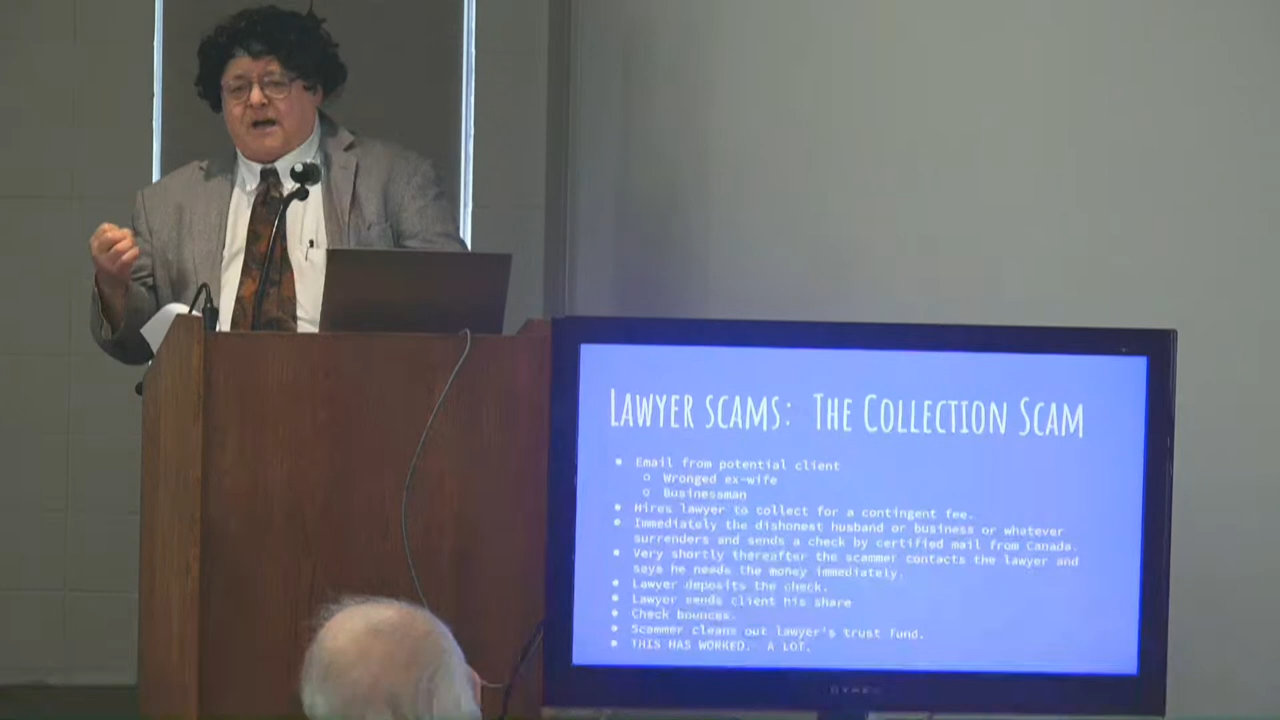 LAWYER SCAMS: THE COLLECTION SCAM
Email from potential client
Wronged ex-wife
Businessman
Hires lawyer to collect for a contingent fee.
Immediately the dishonest husband or business or whatever
surrenders and sends a check by certified mail from Canada.
Very shortly thereafter the scammer contacts the lawyer and
says he needs the money immediately.
Lawyer deposits the check.
Lawyer sends client his share
Check bounces.
Scammer cleans out lawyer's trust fund.
THIS HAS WORKED. A LOT.